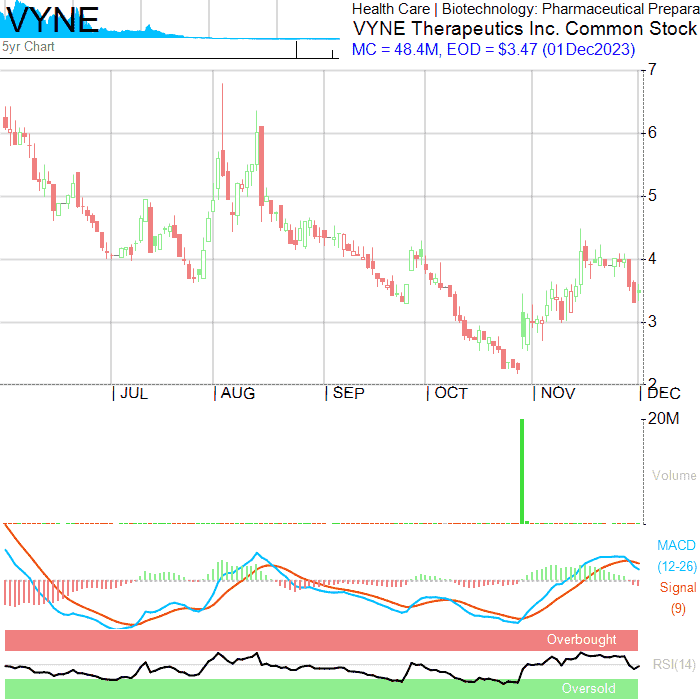 VYNE
5yr Chart
Health Care | Biotechnology: Pharmaceutical Prepara
VYNE Therapeutics Inc. Common Stock
MC = 48.4M, EOD = $3.47 (01Dec2023)
7
6
5
4
3
2
JUL AUG SEP OCT NOV DEC
20M
Volume
MACD
(12-26)
Signal
(9)
Overbought
RSI(14)
Oversold